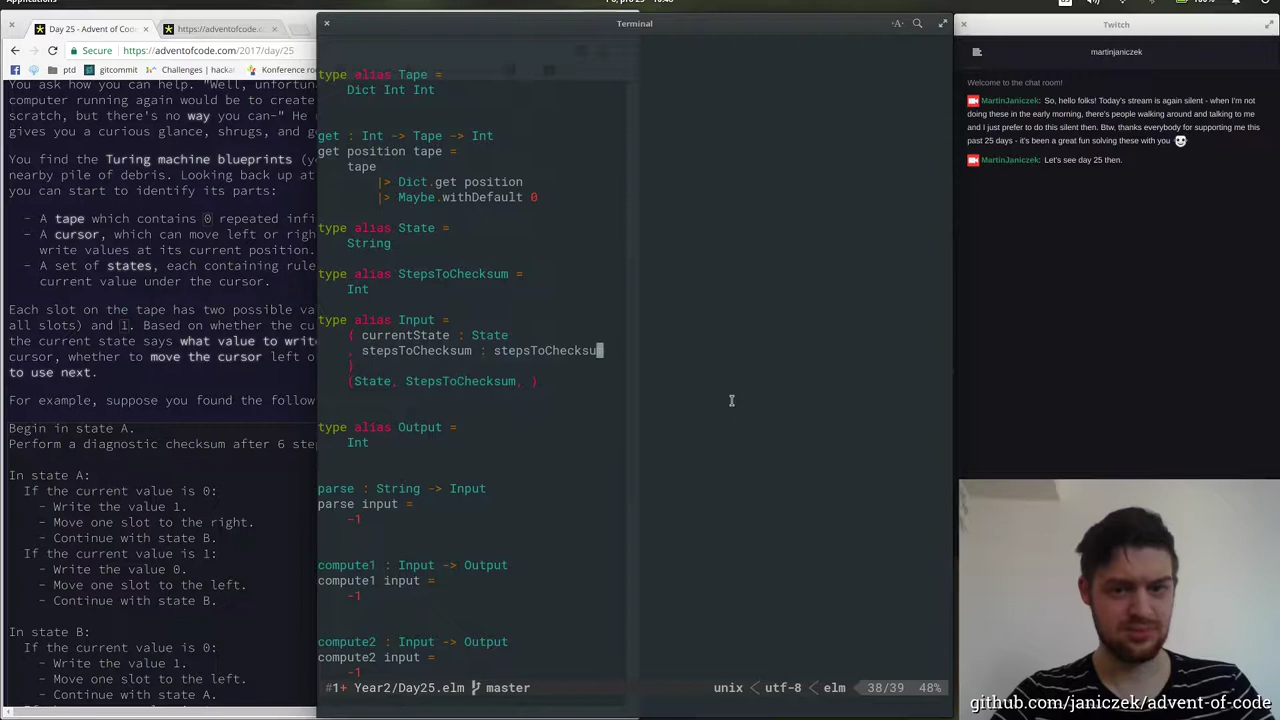 Applications
Day 25 - Advent of Cod
https://adventofcode.c
Secure
https://adventofcode.com/2017/day/25
ptd
gitcommit
Challenges | hackat
Konference ro
You ask how you can help. "Well, unfortun
computer running again would be to create
scratch, but there's no way you can-" He
gives you a curious glance, shrugs, and g
You find the Turing machine blueprints (y
nearby pile of debris. Looking back up at
you can start to identify its parts:
- A tape which contains 0 repeated infi
- A cursor, which can move left or righ
write values at its current position.
- A set of states, each containing rule
current value under the cursor.
Each slot on the tape has two possible va
all slots) and 1. Based on whether the cu
the current state says what value to writ
cursor, whether to move the cursor left o
to use next.
For example, suppose you found the follow
Begin in state A.
Perform a diagnostic checksum after 6 ste
In state A:
If the current value is 0:
- Write the value 1.
- Move one slot to the right.
- Continue with state B.
If the current value is 1:
- Write the value 0.
- Move one slot to the left.
- Continue with state B.
In state B:
If the current value is 0:
- Write the value 1.
- Move one slot to the left.
- Continue with state A.
Terminal
type alias Tape =
Dict Int Int
get : Int -> Tape -> Int
get position tape =
tape
|> Dict.get position
|> Maybe.withDefault 0
type alias State =
String
type alias StepsToChecksum =
Int
type alias Input =
{ currentState : State
, stepsToChecksum : stepsToChecksum
}
(State, StepsToChecksum, )
type alias Output =
Int
parse : String -> Input
parse input =
-1
compute1 : Input -> Output
compute1 input =
-1
compute2 : Input -> Output
compute2 input =
-1
#1+ Year2/Day25.elm master
unix < utf-8 < elm 38/39 48%
Twitch
martinjaniczek
Welcome to the chat room!
MartinJaniczek: So, hello folks! Today's stream is again silent - when I'm not
doing these in the early morning, there's people walking around and talking to me
and I just prefer to do this silent then. Btw, thanks everybody for supporting me this
past 25 days - it's been a great fun solving these with you
MartinJaniczek: Let's see day 25 then.
github.com/janiczek/advent-of-code